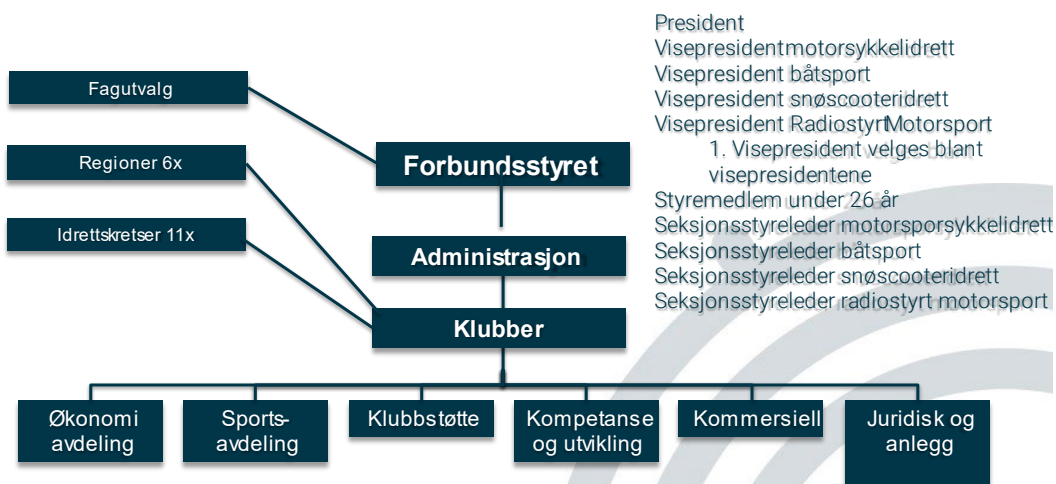 President
Visepresidentmotorsykkelidrett
Visepresident båtsport
Visepresident snøscooteridrett
Visepresident RadiostyrtMotorsport
1. Visepresident velges blant
visepresidentene
Styremedlem under 26 år
Seksjonsstyreleder motorsporsykkelidrett
Seksjonsstyreleder båtsport
Seksjonsstyreleder snøscooteridrett
Seksjonsstyreleder radiostyrt motorsport
Fagutvalg
Regioner 6x
Idrettskretser 11x
Forbundsstyret
Administrasjon
Klubber
Økonomi
avdeling
Sports-
avdeling
Klubbstøtte
Kompetanse
og utvikling
Kommersiell
Juridisk og
anlegg